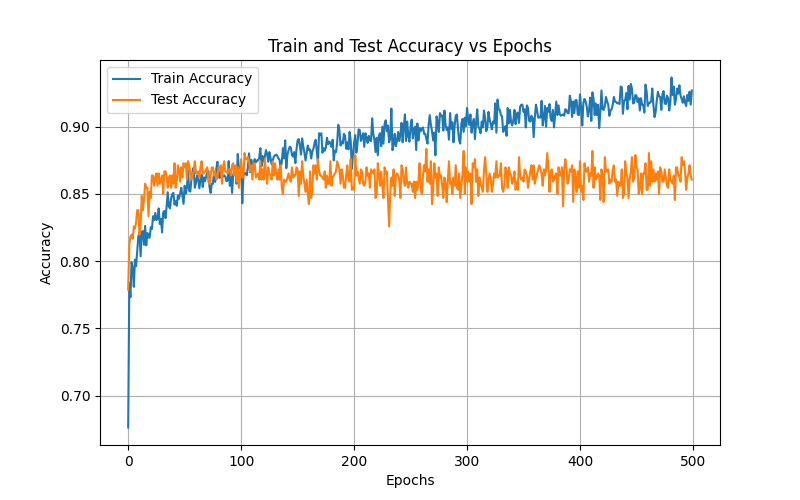 Train and Test Accuracy vs Epochs
Train Accuracy
Test Accuracy
0.90
0.85
0.80
0.75
0.70
Accuracy
0 100 200 300 400 500
Epochs